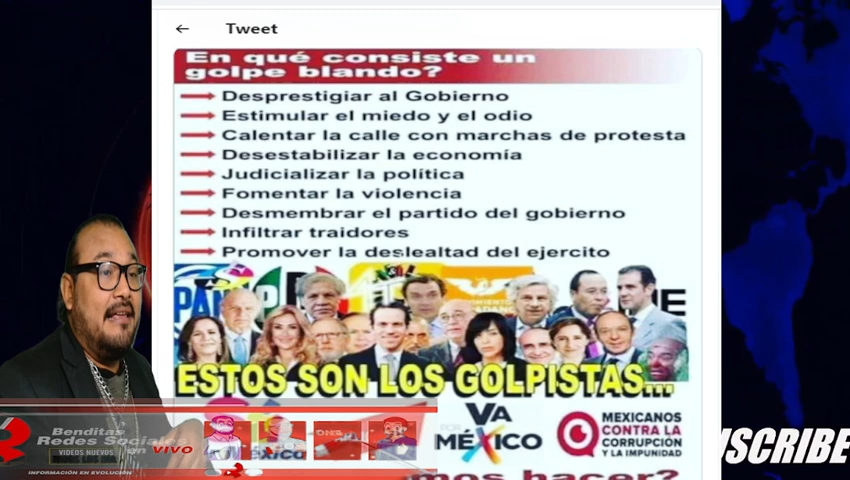 Tweet
En qué consiste un
golpe blando?
Desprestigiar al Gobierno
Estimular el miedo y el odio
Calentar la calle con marchas de protesta
Desestabilizar la economía
Judicializar la política
Fomentar la violencia
Desmembrar el partido del gobierno
Infiltrar traidores
Promover la deslealtad del ejercito
PAN
ESTOS SON LOS GOLPISTAS...
VA
POR
MÉXICO
MEXICANOS
CONTRA LA
CORRUPCIÓN
Y LA IMPUNIDAD
Benditas
Redes Sociales
VIDEOS NUEVOS en VIVO
INFORMACIÓN EN EVOLUCIÓN
hacer?